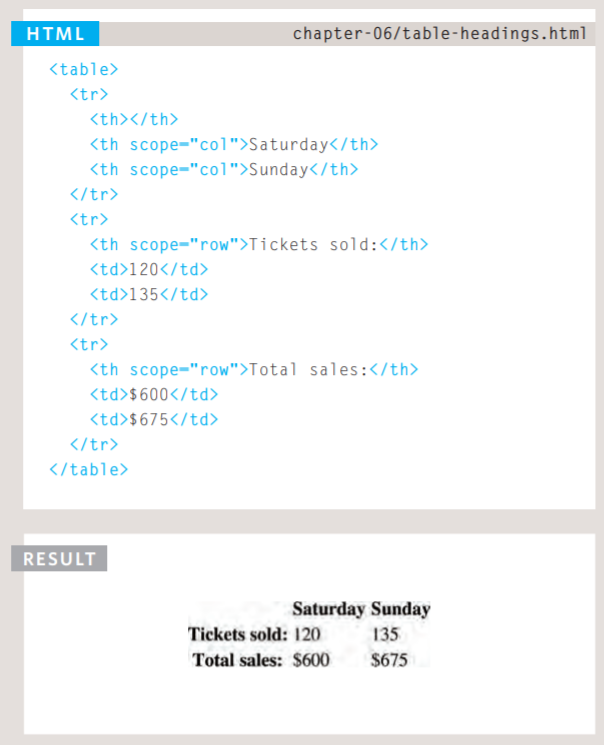 HTML chapter-06/table-headings.html
<table>
<tr>
<th></th>
<th scope="col">Saturday</th>
<th scope="col">Sunday</th>
</tr>
<tr>
<th scope="row">Tickets sold:</th>
<td>120</td>
<td>135</td>
</tr>
<tr>
<th scope="row">Total sales:</th>
<td>$600</td>
<td>$675</td>
</tr>
</table>
RESULT
Saturday Sunday
Tickets sold: 120 135
Total sales: $600 $675